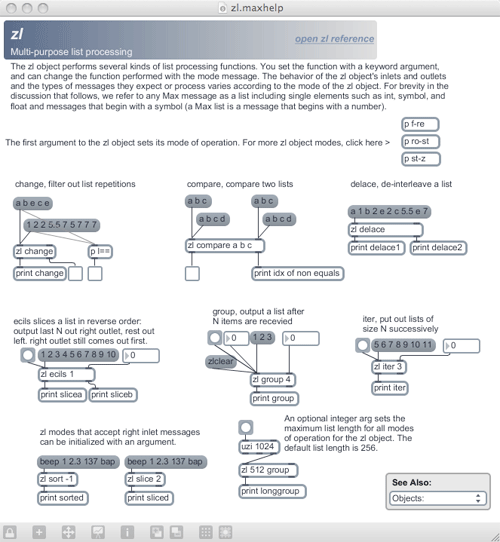 zl.maxhelp
zl
open zl reference
Multi-purpose list processing
The zl object performs several kinds of list processing functions. You set the function with a keyword argument,
and can change the function performed with the mode message. The behavior of the zl object's inlets and outlets
and the types of messages they expect or process varies according to the mode of the zl object. For brevity in the
discussion that follows, we refer to any Max message as a list including single elements such as int, symbol, and
float and messages that begin with a symbol (a Max list is a message that begins with a number).
p f-re
The first argument to the zl object sets its mode of operation. For more zl object modes, click here >
p ro-st
p st-z
change, filter out list repetitions
compare, compare two lists
delace, de-interleave a list
a b e c e
a b c
a b c
a 1 b 2 e 2 c 5.5 e 7
1 2 2 5.5 7 5 7 7 7
a b c d
a b c d
zl delace
zl change
p l==
zl compare a b c
print delace1
print delace2
print change
print idx of non equals
ecils slices a list in reverse order:
output last N out right outlet, rest out
left. right outlet still comes out first.
group, output a list after
N items are recevied
iter, put out lists of
size N successively
1 2 3 4 5 6 7 8 9 10
0
0
1 2 3
0
5 6 7 8 9 10 11
0
zlclear
zl ecils 1
zl group 4
zl iter 3
print slicea
print sliceb
print group
print iter
zl modes that accept right inlet messages
can be initialized with an argument.
An optional integer arg sets the
maximum list length for all modes
of operation for the zl object. The
default list length is 256.
uzi 1024
beep 1 2.3 137 bap
beep 1 2.3 137 bap
zl sort -1
zl slice 2
zl 512 group
print sorted
print sliced
print longgroup
See Also:
Objects: